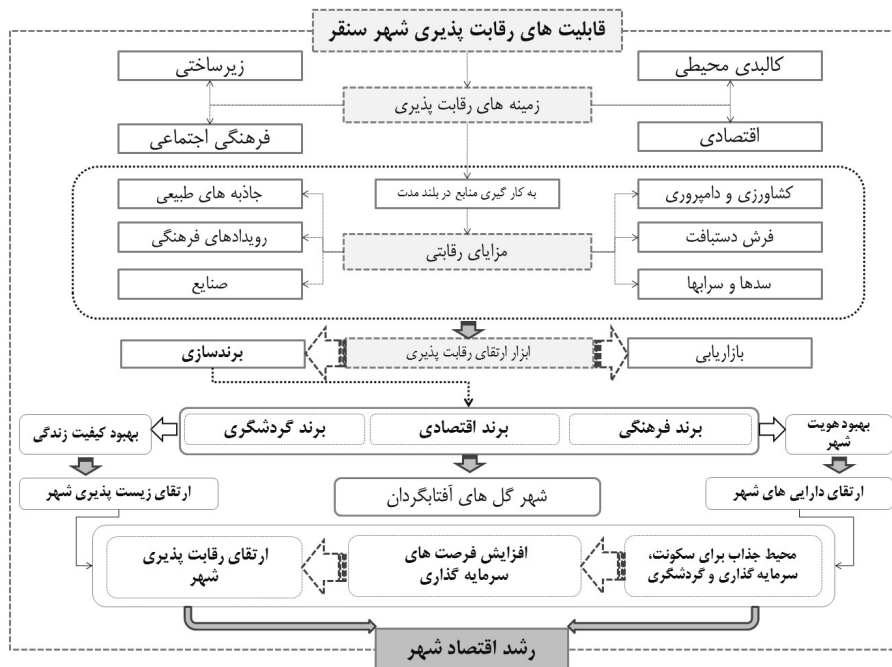 قابلیت های رقابت پذیری شهر سنقر
کالبدی محیطی
زیرساختی
زمینه های رقابت پذیری
اقتصادی
فرهنگی اجتماعی
کشاورزی و دامپروری
به کار گیری منابع در بلند مدت
جاذبه های طبیعی
فرش دستبافت
مزایای رقابتی
رویدادهای فرهنگی
سدها و سرابها
صنایع
بازاریابی
ابزار ارتقای رقابت پذیری
برندسازی
بهبود هویت
شهر
برند فرهنگی
برند اقتصادی
برند گردشگری
بهبود کیفیت زندگی
ارتقای دارایی های شهر
شهر گل های آفتابگردان
ارتقای زیست پذیری شهر
محیط جذاب برای سکونت،
سرمایه گذاری و گردشگری
افزایش فرصت های
سرمایه گذاری
ارتقای رقابت پذیری
شهر
رشد اقتصاد شهر